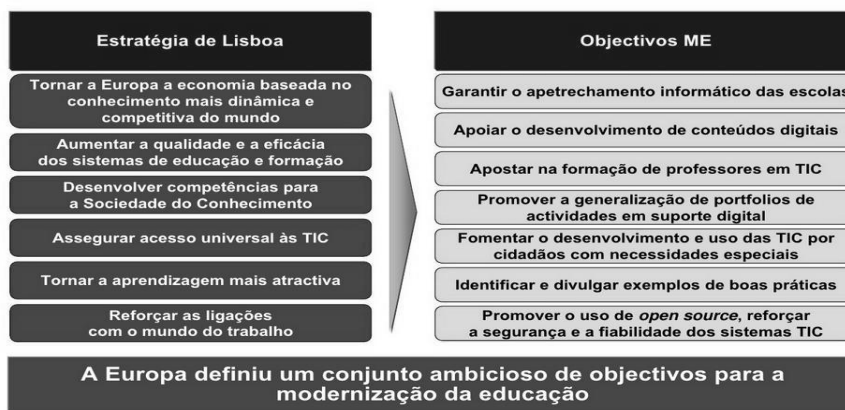 Estratégia de Lisboa
Tornar a Europa a economia baseada no
conhecimento mais dinâmica e
competitiva do mundo
Aumentar a qualidade e a eficácia
dos sistemas de educação e formação
Desenvolver competências para
a Sociedade do Conhecimento
Assegurar acesso universal às TIC
Tornar a aprendizagem mais atractiva
Reforçar as ligações
com o mundo do trabalho
Objectivos ME
Garantir o apetrechamento informático das escolas
Apoiar o desenvolvimento de conteúdos digitais
Apostar na formação de professores em TIC
Promover a generalização de portfolios de
actividades em suporte digital
Fomentar o desenvolvimento e uso das TIC por
cidadãos com necessidades especiais
Identificar e divulgar exemplos de boas práticas
Promover o uso de open source, reforçar
a segurança e a fiabilidade dos sistemas TIC
A Europa definiu um conjunto ambicioso de objectivos para a
modernização da educação